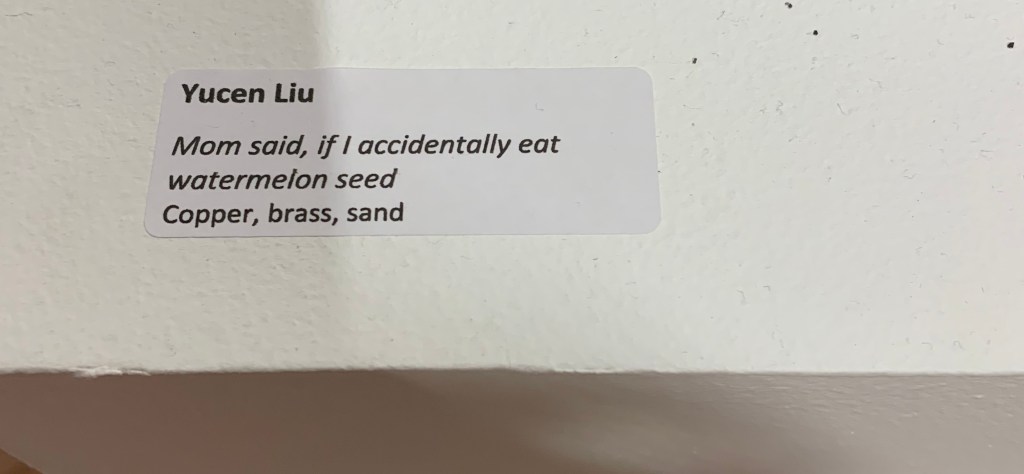 Yucen Liu
Mom said, if I accidentally eat
watermelon seed
Copper, brass, sand